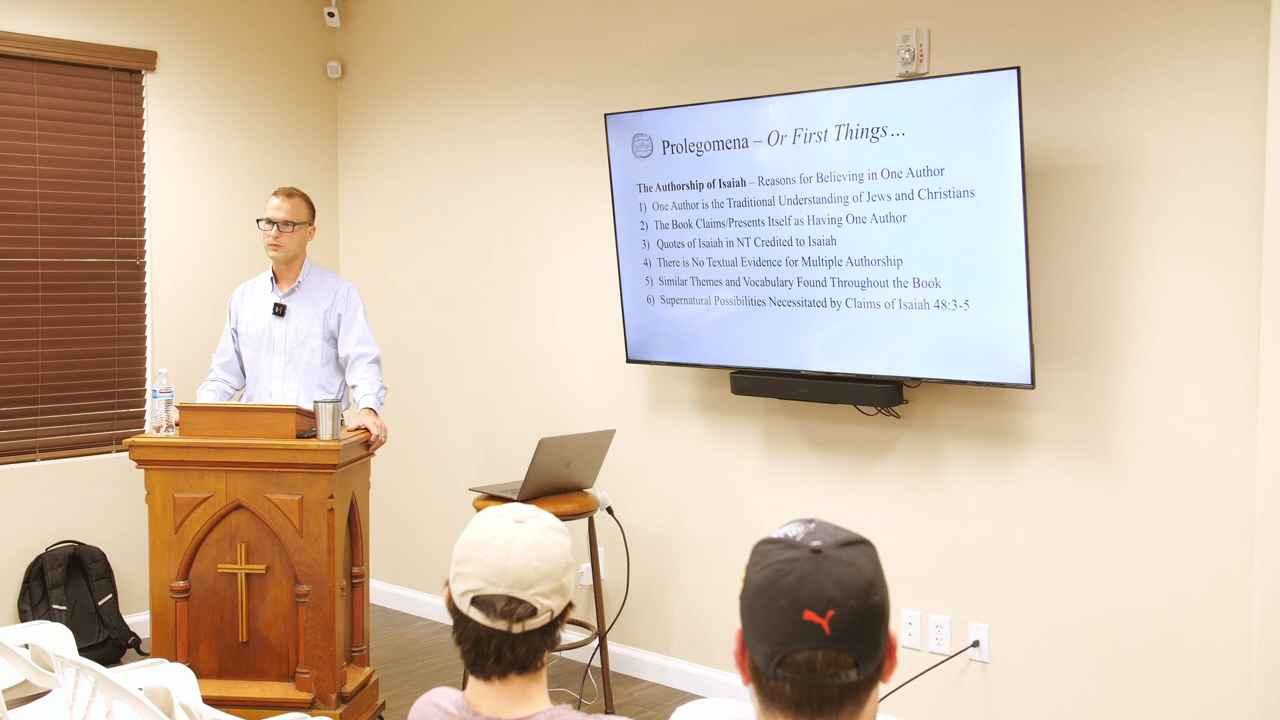 FIRE
Prolegomena – Or First Things…
The Authorship of Isaiah – Reasons for Believing in One Author
1) One Author is the Traditional Understanding of Jews and Christians
2) The Book Claims/Presents Itself as Having One Author
3) Quotes of Isaiah in NT Credited to Isaiah
4) There is No Textual Evidence for Multiple Authorship
5) Similar Themes and Vocabulary Found Throughout the Book
6) Supernatural Possibilities Necessitated by Claims of Isaiah 48:3-5